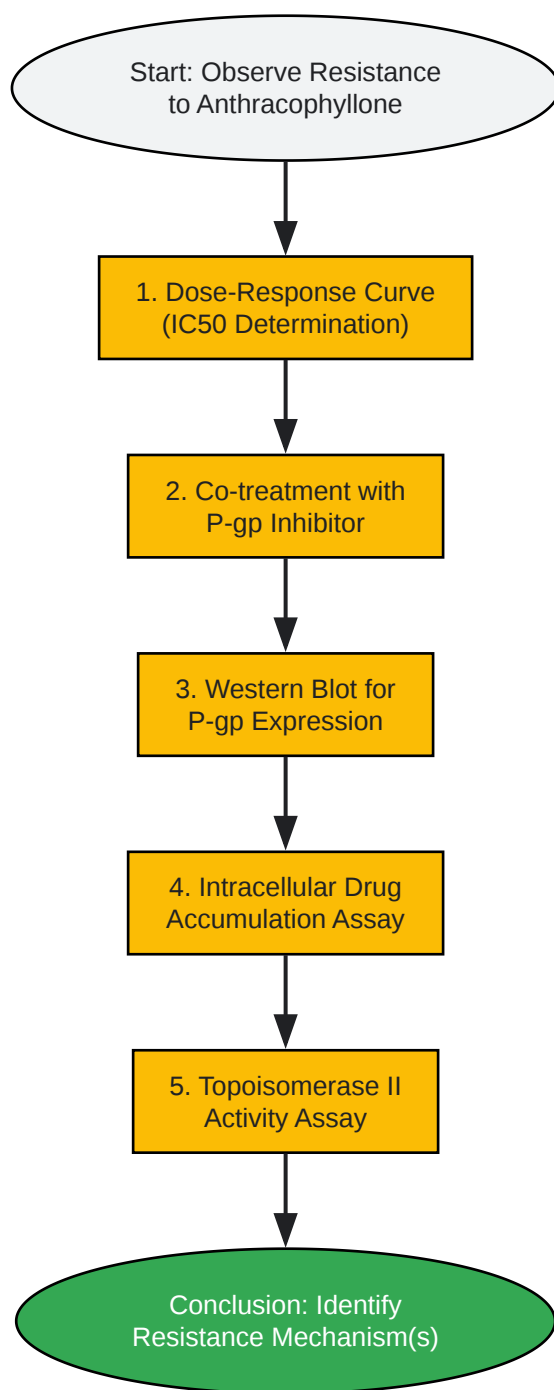 Start: Observe Resistance
to Anthracophyllone
1. Dose-Response Curve
(IC50 Determination)
2. Co-treatment with
P-gp Inhibitor
3. Western Blot for
P-gp Expression
4. Intracellular Drug
Accumulation Assay
5. Topoisomerase II
Activity Assay
Conclusion: Identify
Resistance Mechanism(s)